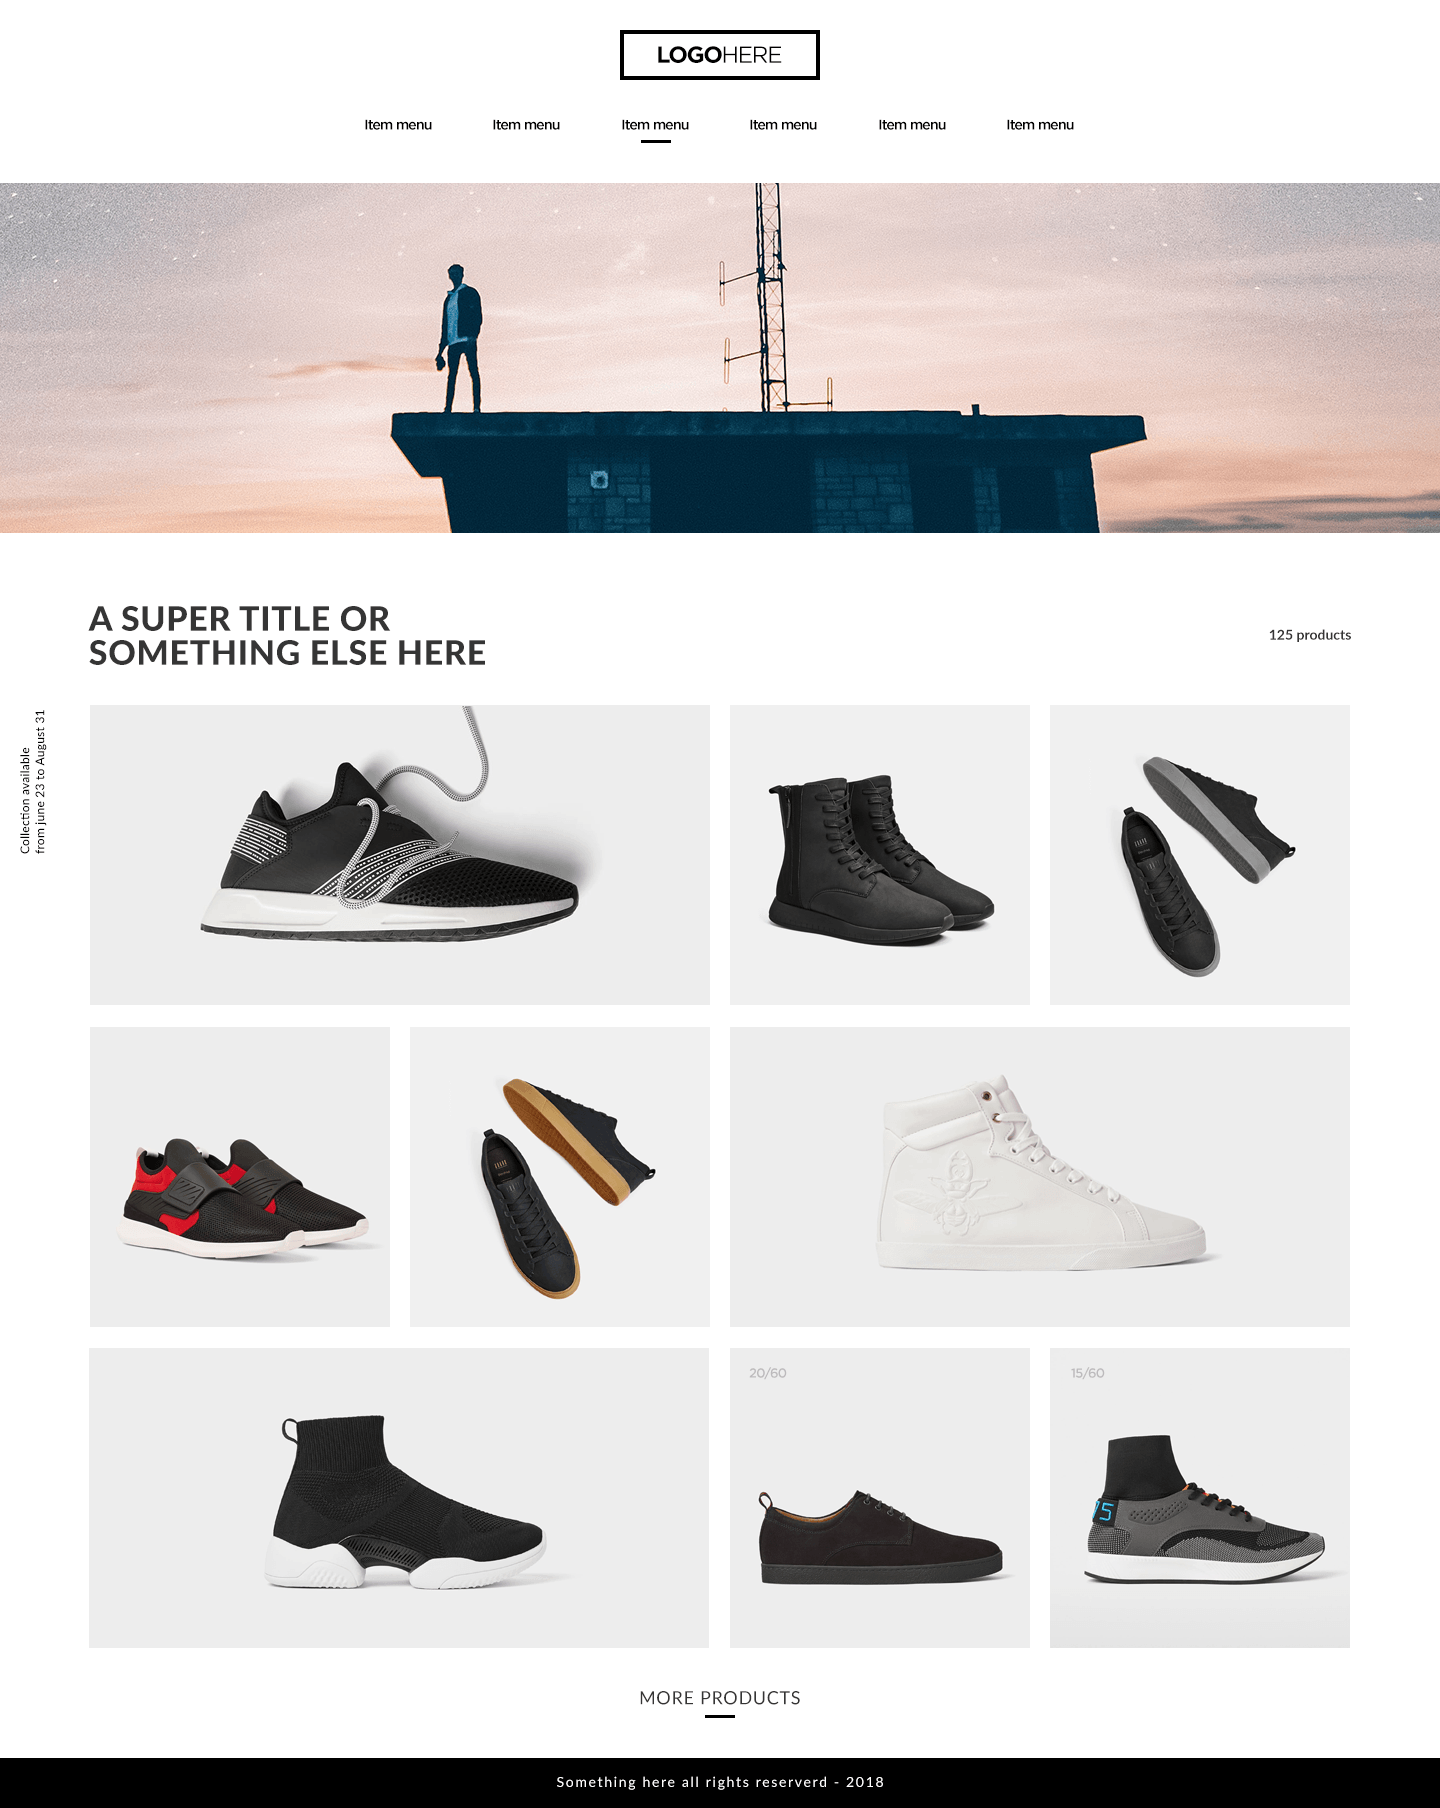 LOGOHERE
Item menu
Item menu
Item menu
Item menu
Item menu
Item menu
A SUPER TITLE OR
SOMETHING ELSE HERE
125 products
Collection available
from june 23 to August 31
20/60
15/60
MORE PRODUCTS
Something here all rights reserverd - 2018